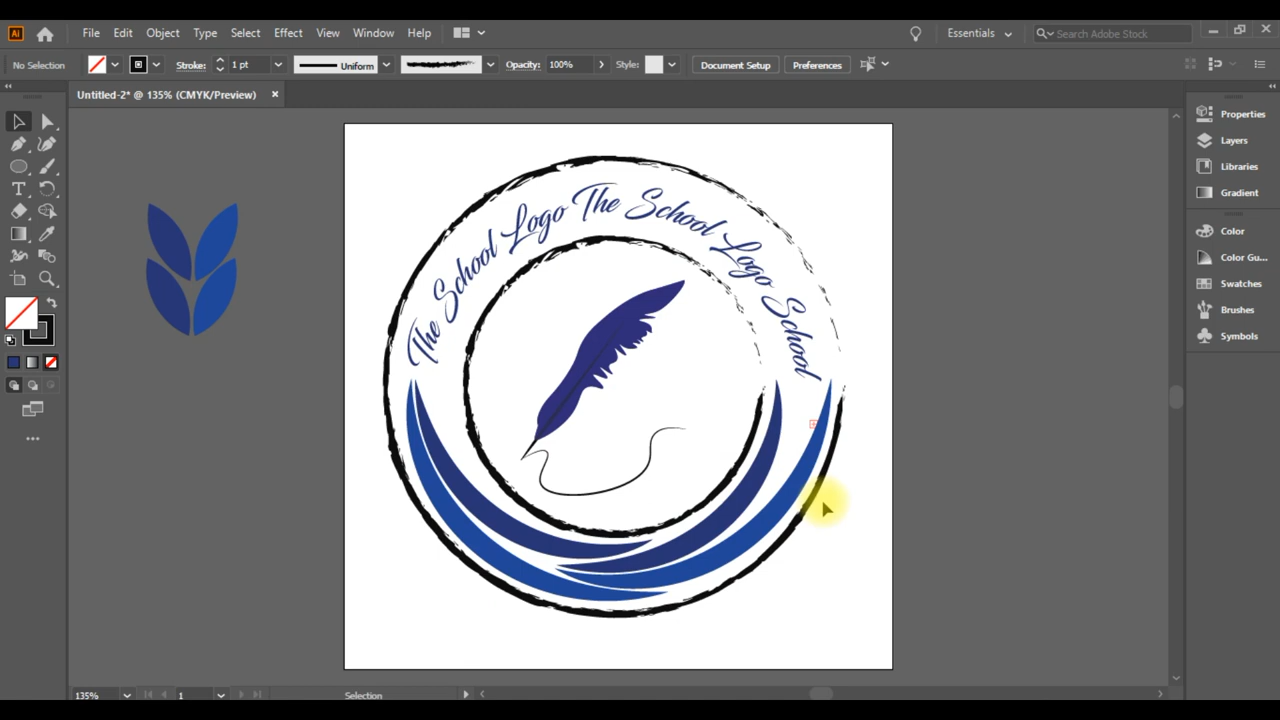 Ai File Edit Object Type Select Effect View Window Help Essentials Search Adobe Stock
No Selection Stroke: 1 pt Uniform Opacity: 100% Style: Document Setup Preferences
Untitled-2* @ 135% (CMYK/Preview)
Properties
Layers
Libraries
Gradient
Color
Color Gu...
Swatches
Brushes
Symbols
The School Logo The School Logo School
135% 1 Selection